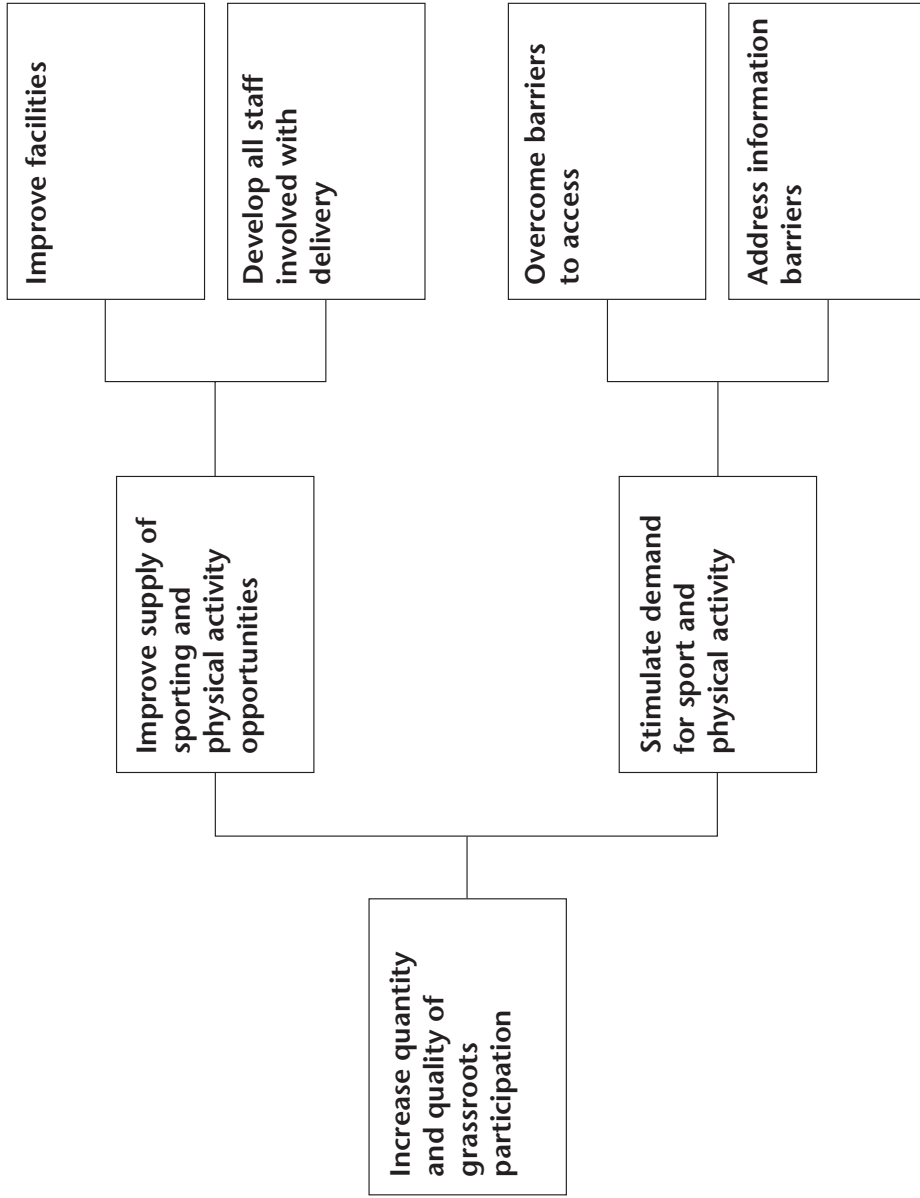 Increase quantity
and quality of
grassroots
participation
Improve supply of
sporting and
physical activity
opportunities
Stimulate demand
for sport and
physical activity
Improve facilities
Develop all staff
involved with
delivery
Overcome barriers
to access
Address information
barriers